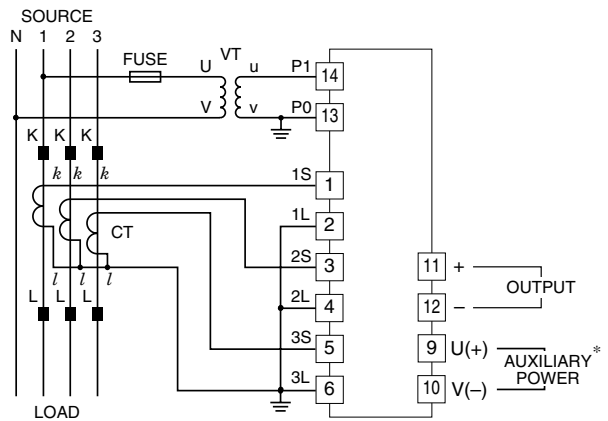 SOURCE
N 1 2 3
FUSE
VT
U u P1 14
V v P0 13
K K K
k k k
1S 1
1L 2
CT
2S 3
l l l
2L 4
L L L
3S 5
3L 6
LOAD
11 +
OUTPUT
12 −
9 U(+)
AUXILIARY*
POWER
10 V(−)